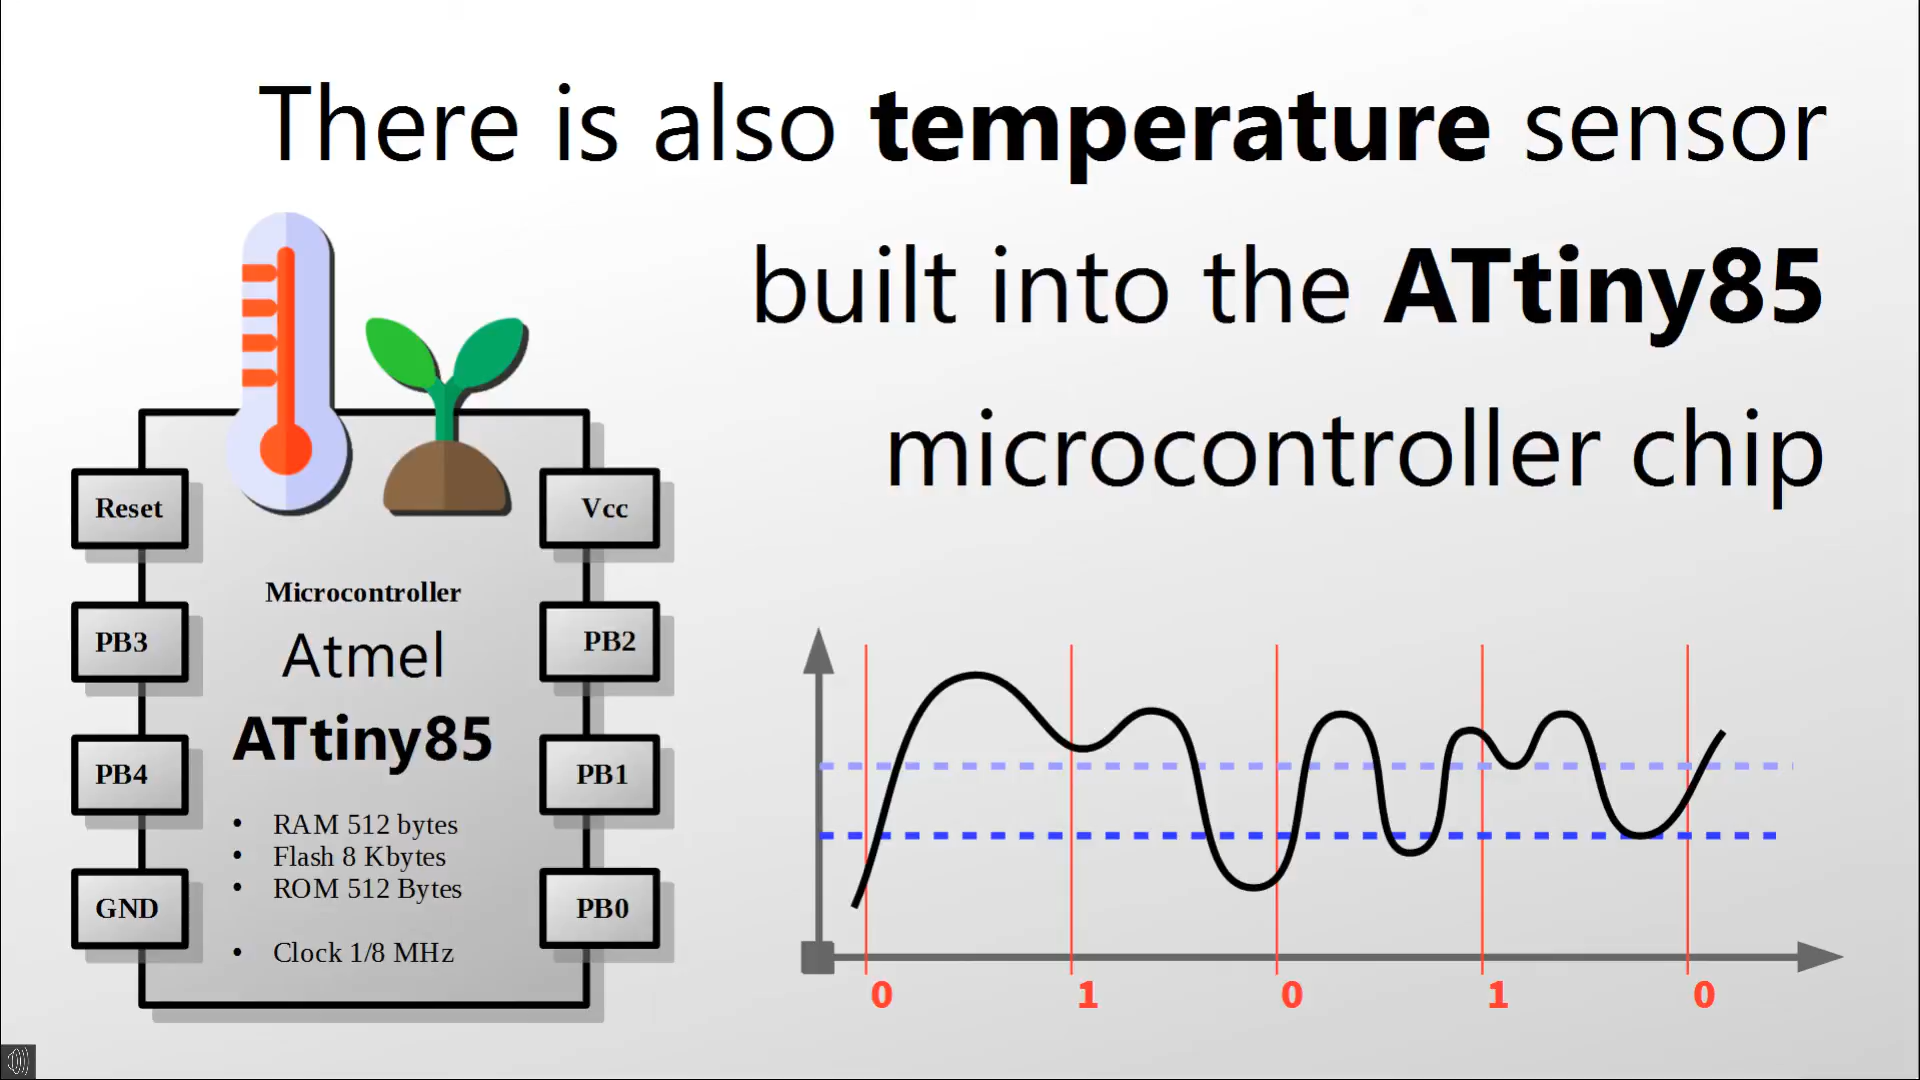 There is also temperature sensor
built into the ATtiny85
microcontroller chip
Reset
PB3
PB4
GND
Microcontroller
Atmel
ATtiny85
• RAM 512 bytes
• Flash 8 Kbytes
• ROM 512 Bytes
• Clock 1/8 MHz
Vcc
PB2
PB1
PB0
0 1 0 1 0